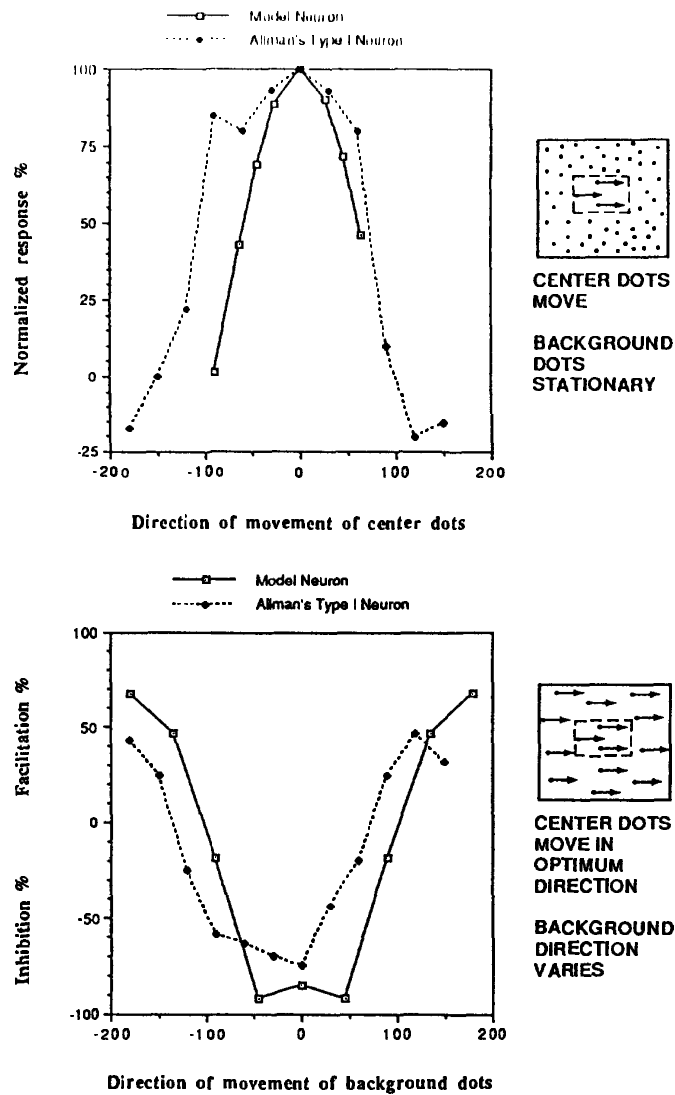 Model Neuron
Allman's Type I Neuron
100
75
50
25
0
-25
-200
-100
0
100
200
Normalized response %
Direction of movement of center dots
CENTER DOTS
MOVE
BACKGROUND
DOTS
STATIONARY
Model Neuron
Allman's Type I Neuron
100
50
0
-50
-100
-200
-100
0
100
200
Facilitation %
Inhibition %
Direction of movement of background dots
CENTER DOTS
MOVE IN
OPTIMUM
DIRECTION
BACKGROUND
DIRECTION
VARIES